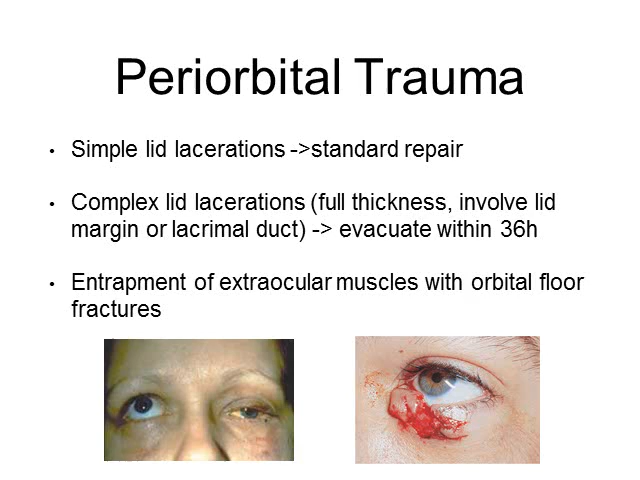 Periorbital Trauma
• Simple lid lacerations ->standard repair
• Complex lid lacerations (full thickness, involve lid
margin or lacrimal duct) -> evacuate within 36h
• Entrapment of extraocular muscles with orbital floor
fractures